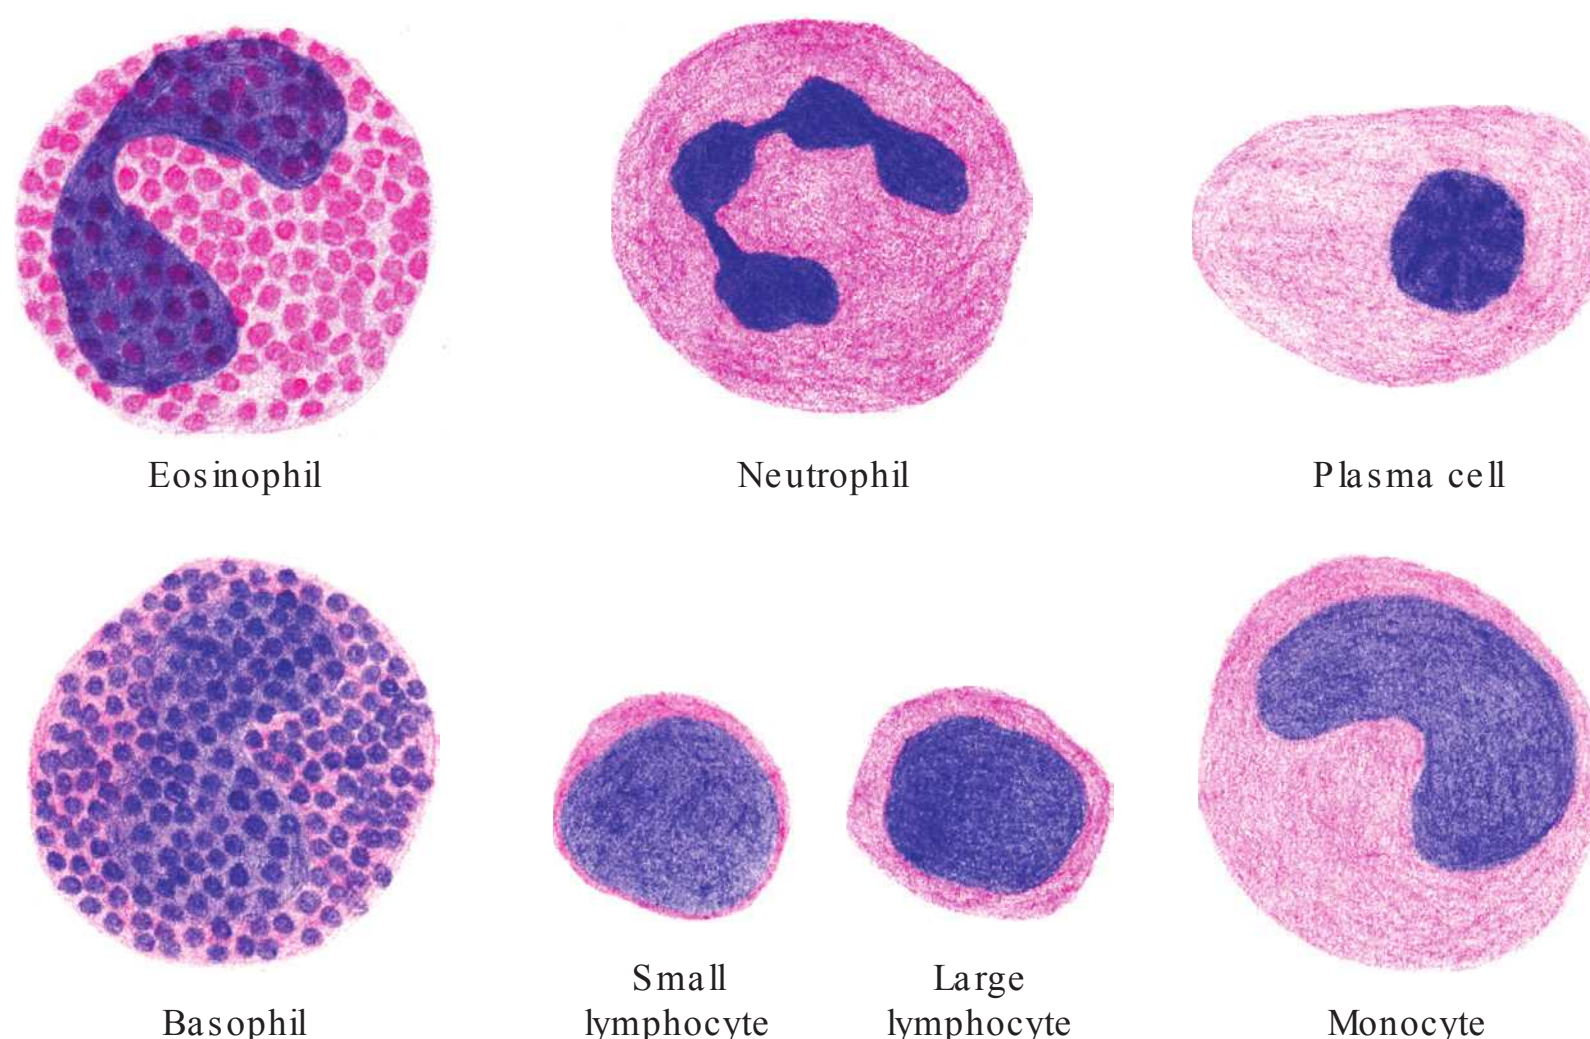 Eosinophil
Neutrophil
Plasma cell
Basophil
Small
lymphocyte
Large
lymphocyte
Monocyte